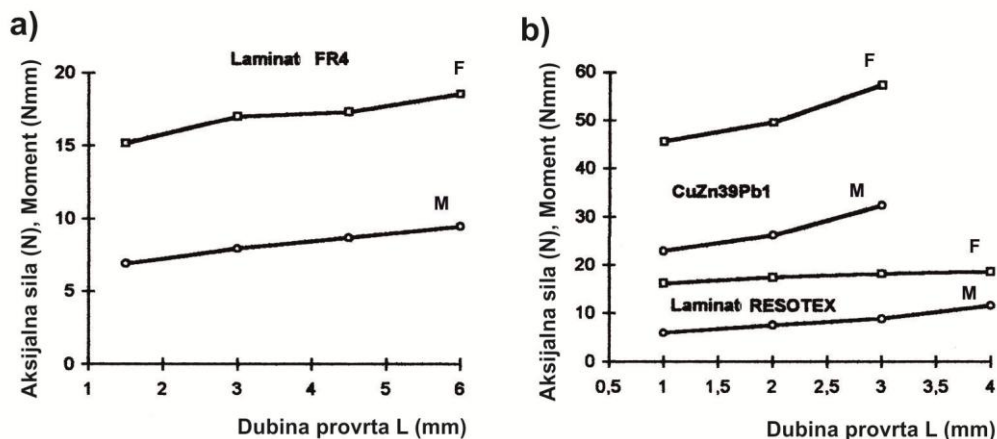 a)
Laminat FR4
Aksijalna sila (N), Moment (Nmm)
20
15
10
5
0
F
M
1 2 3 4 5 6
Dubina provrta L (mm)
b)
Aksijalna sila (N), Moment (Nmm)
60
50
40
30
20
10
0
F
CuZn39Pb1
M
F
Laminat RESOTEX
M
0,5 1 1,5 2 2,5 3 3,5 4
Dubina provrta L (mm)